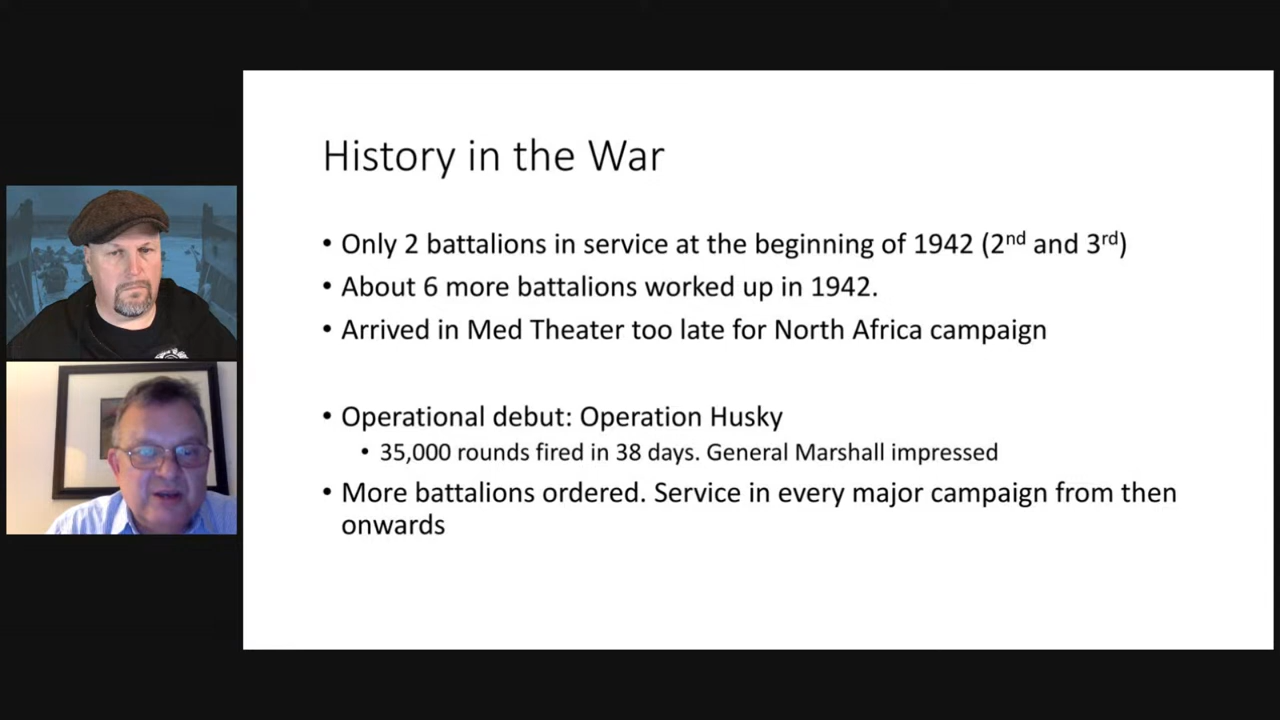 History in the War
• Only 2 battalions in service at the beginning of 1942 (2nd and 3rd)
• About 6 more battalions worked up in 1942.
• Arrived in Med Theater too late for North Africa campaign
• Operational debut: Operation Husky
• 35,000 rounds fired in 38 days. General Marshall impressed
• More battalions ordered. Service in every major campaign from then
onwards